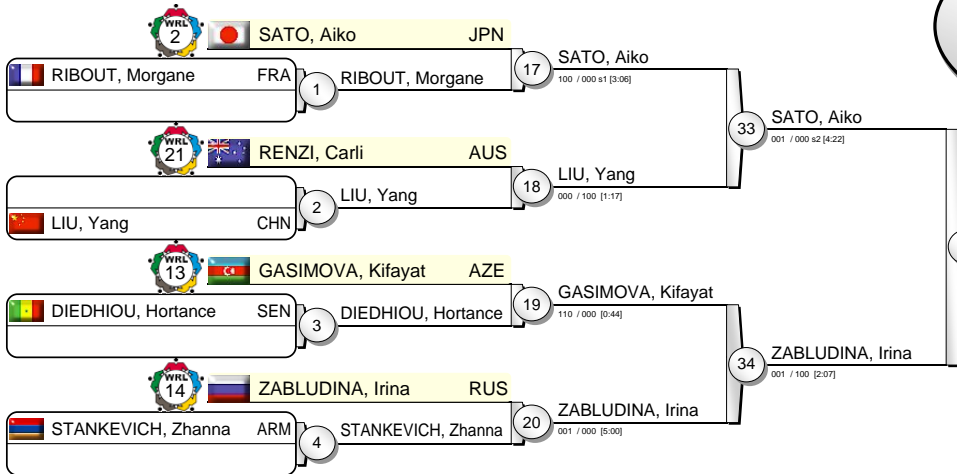 WRL
2
SATO, Aiko JPN
RIBOUT, Morgane FRA
1
RIBOUT, Morgane
17
SATO, Aiko
100 / 000 s1 [3:06]
33
SATO, Aiko
001 / 000 s2 [4:22]
WRL
21
RENZI, Carli AUS
LIU, Yang CHN
2
LIU, Yang
18
LIU, Yang
000 / 100 [1:17]
WRL
13
GASIMOVA, Kifayat AZE
DIEDHIOU, Hortance SEN
3
DIEDHIOU, Hortance
19
GASIMOVA, Kifayat
110 / 000 [0:44]
34
ZABLUDINA, Irina
001 / 100 [2:07]
WRL
14
ZABLUDINA, Irina RUS
STANKEVICH, Zhanna ARM
4
STANKEVICH, Zhanna
20
ZABLUDINA, Irina
001 / 000 [5:00]